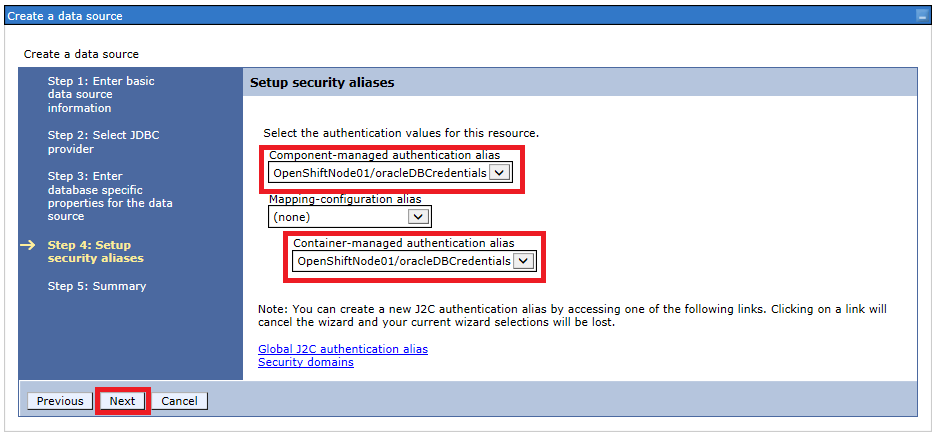 Create a data source
Create a data source
Step 1: Enter basic
data source
information
Step 2: Select JDBC
provider
Step 3: Enter
database specific
properties for the data
source
Step 4: Setup
security aliases
Step 5: Summary
Setup security aliases
Select the authentication values for this resource.
Component-managed authentication alias
OpenShiftNode01/oracleDBCredentials
Mapping-configuration alias
(none)
Container-managed authentication alias
OpenShiftNode01/oracleDBCredentials
Note: You can create a new J2C authentication alias by accessing one of the following links. Clicking on a link will
cancel the wizard and your current wizard selections will be lost.
Global J2C authentication alias
Security domains
Previous Next Cancel